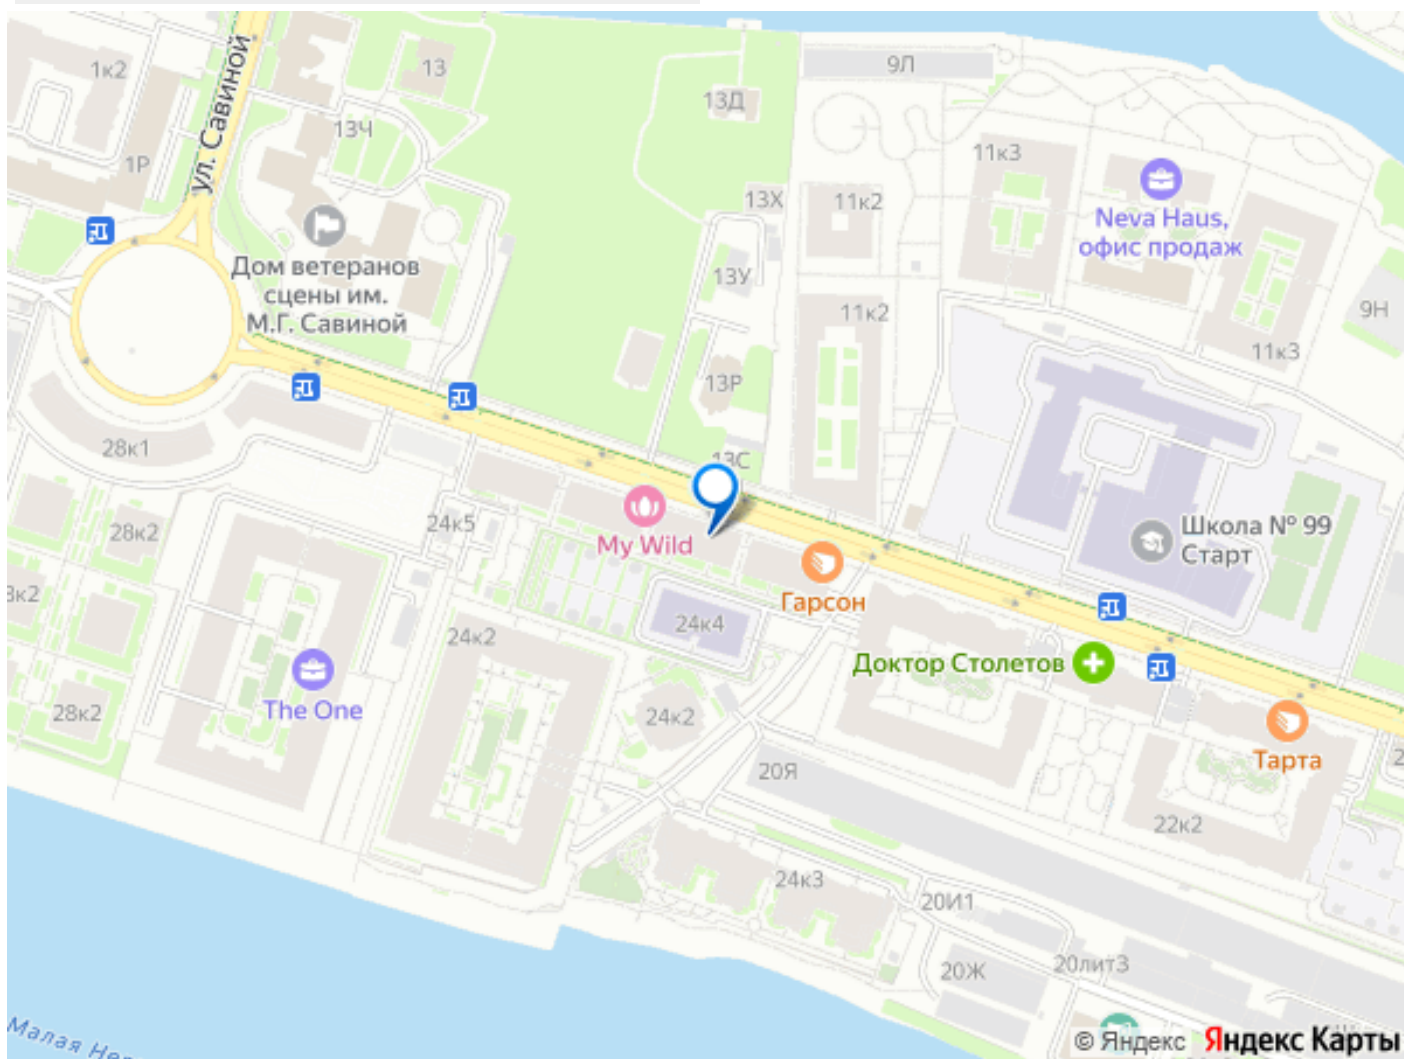 1к2
13
9Л
ул. Савиной
13Д
13Ч
1Р
11к3
13Х
11к2
Neva Haus,
офис продаж
Дом ветеранов
сцены им.
М.Г. Савиной
13У
11к2
9Н
11к3
13Р
28к1
13С
24к5
28к2
My Wild
Школа № 99
Старт
Гарсон
24к4
24к2
Доктор Столетов
The One
28к2
24к2
Тарта
20Я
22к2
24к3
20И1
20Ж
20литЗ
Малая
© Яндекс Яндекс Карты